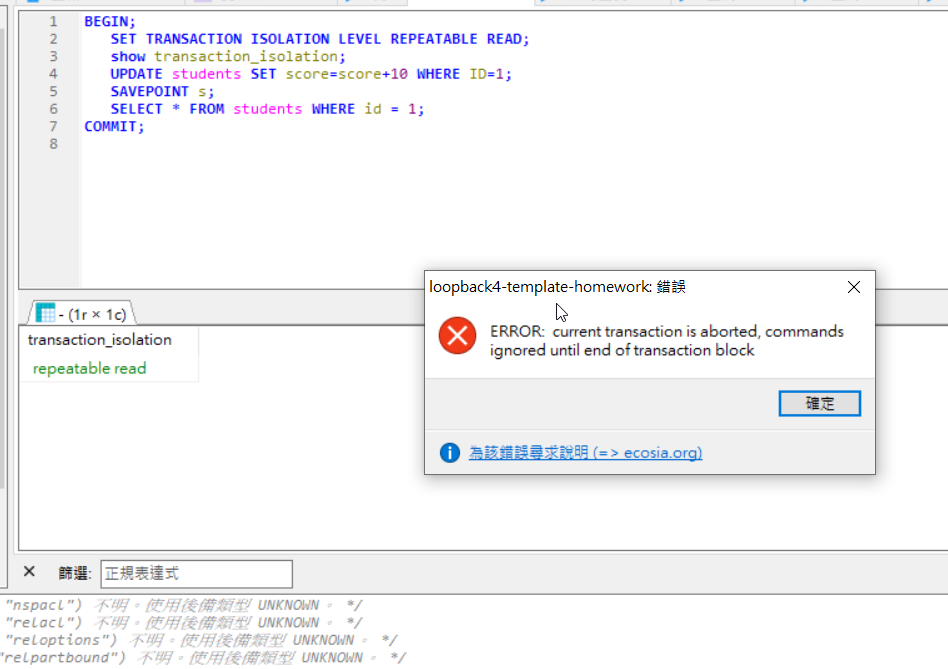 1 BEGIN;
2 SET TRANSACTION ISOLATION LEVEL REPEATABLE READ;
3 show transaction_isolation;
4 UPDATE students SET score=score+10 WHERE ID=1;
5 SAVEPOINT s;
6 SELECT * FROM students WHERE id = 1;
7 COMMIT;
8
loopback4-template-homework: 錯誤
ERROR: current transaction is aborted, commands
ignored until end of transaction block
確定
為該錯誤尋求說明 (=> ecosia.org)
- (1r × 1c)
transaction_isolation
repeatable read
篩選: 正規表達式
"nspacl") 不明。使用後備類型 UNKNOWN。 */
"relacl") 不明。使用後備類型 UNKNOWN。 */
"reloptions") 不明。使用後備類型 UNKNOWN。 */
"relpartbound") 不明。使用後備類型 UNKNOWN。 */